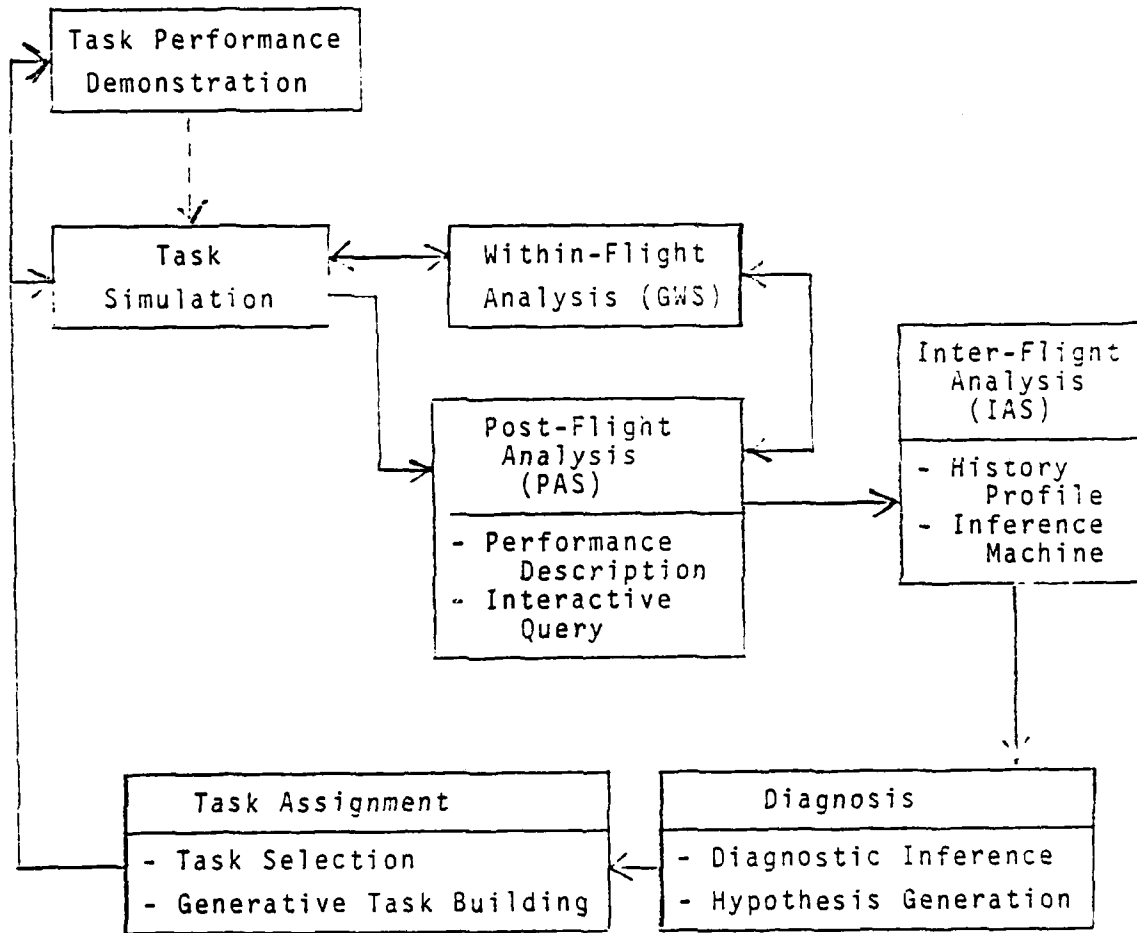 Task Performance
Demonstration
Task
Simulation
Within-Flight
Analysis (GWS)
Post-Flight
Analysis
(PAS)
- Performance
Description
- Interactive
Query
Inter-Flight
Analysis
(IAS)
- History
Profile
- Inference
Machine
Task Assignment
- Task Selection
- Generative Task Building
Diagnosis
- Diagnostic Inference
- Hypothesis Generation